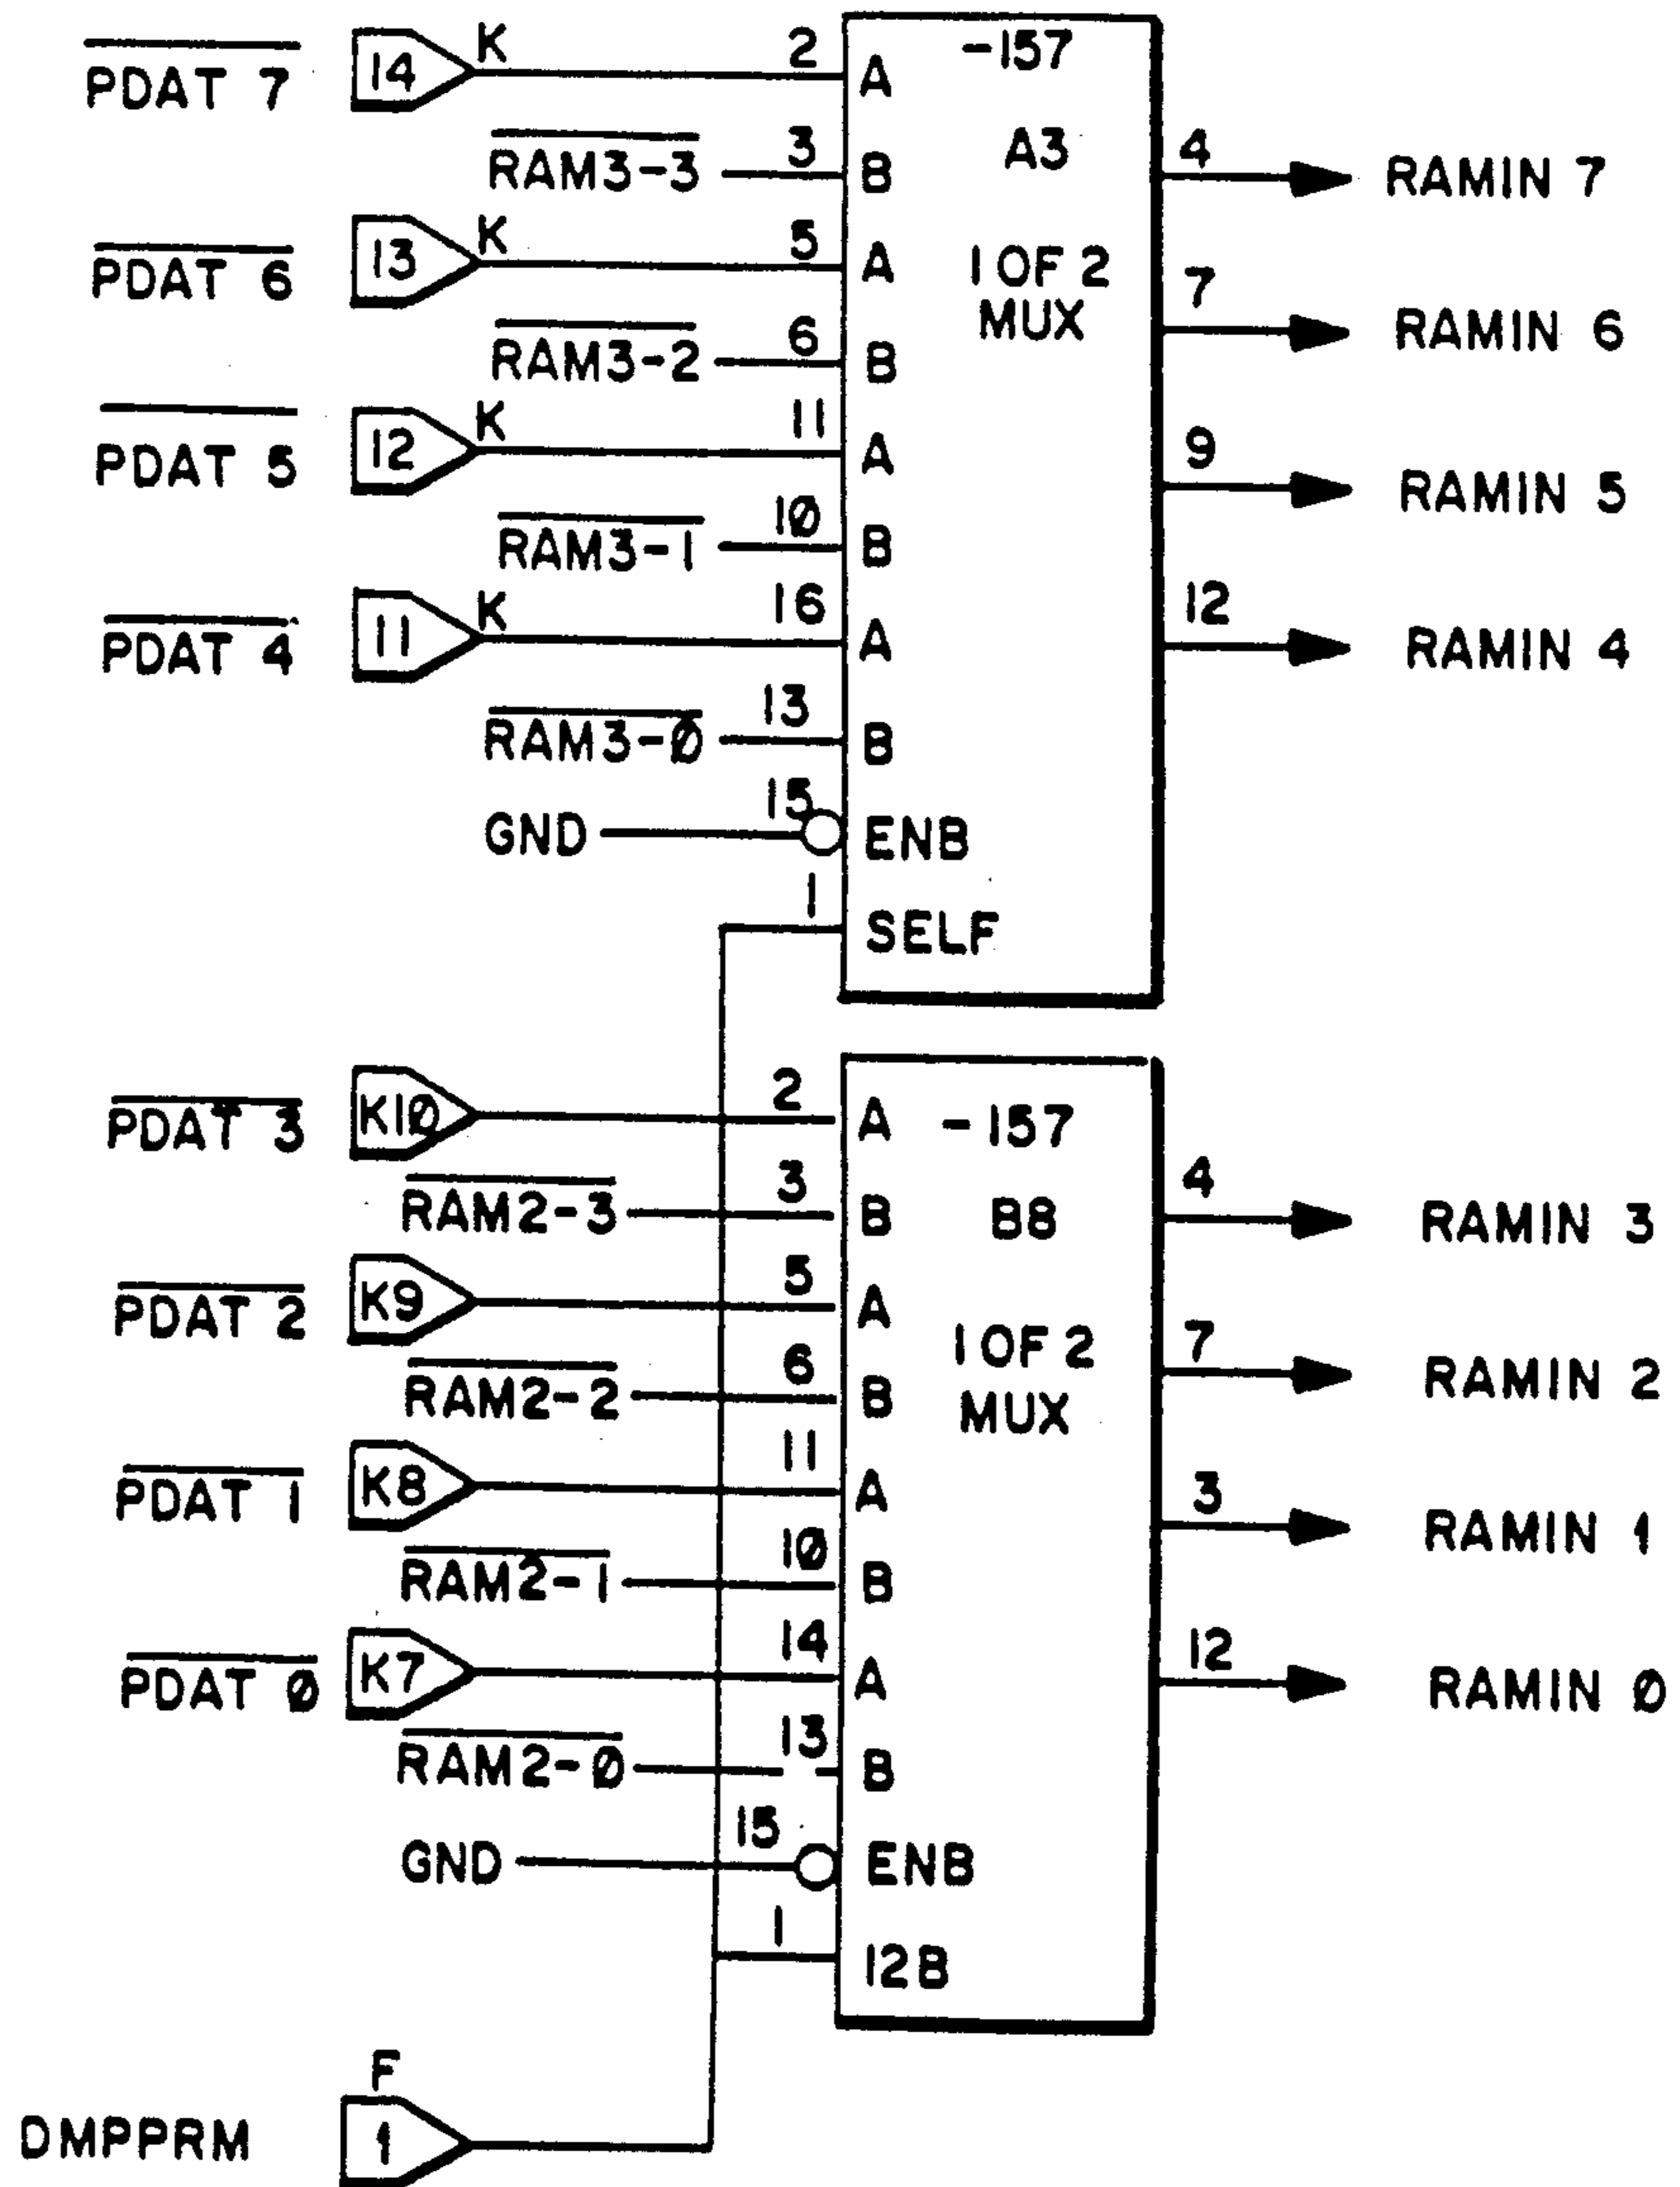 PDAT 7 14 K 2 A -157
RAM3-3 3 B A3 4 RAMIN 7
PDAT 6 13 K 5 A 1 OF 2
MUX 7 RAMIN 6
RAM3-2 6 B
PDAT 5 12 K 11 A 9 RAMIN 5
RAM3-1 10 B
PDAT 4 11 K 16 A 12 RAMIN 4
RAM3-0 13 B
GND 15 ENB
1 SELF
PDAT 3 K10 2 A -157
RAM2-3 3 B B8 4 RAMIN 3
PDAT 2 K9 5 A 1 OF 2
MUX 7 RAMIN 2
RAM2-2 6 B
PDAT 1 K8 11 A 3 RAMIN 1
RAM2-1 10 B
PDAT 0 K7 14 A 12 RAMIN 0
RAM2-0 13 B
GND 15 ENB
1 12B
F
DMPPRM 1